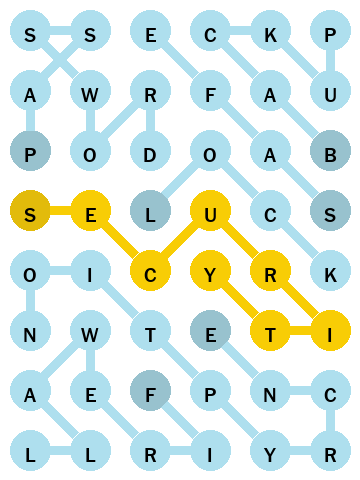 S S E C K P
A W R F A U
P O D O A B
S E L U C S
O I C Y R K
N W T E T I
A E F P N C
L L R I Y R